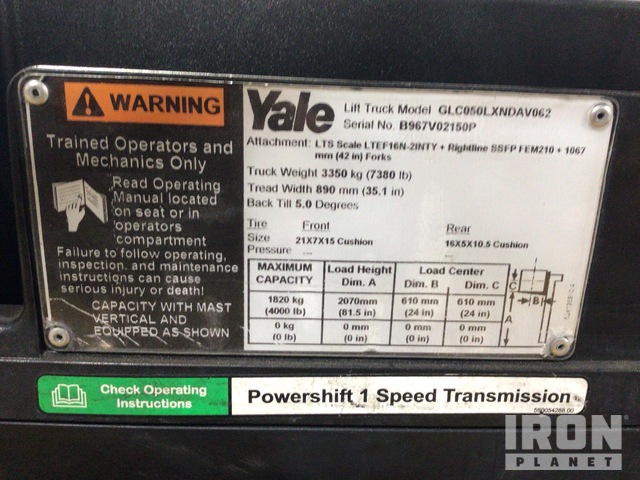 WARNING
Trained Operators and
Mechanics Only
Read Operating
Manual located
on seat or in
operators
compartment
Failure to follow operating,
inspection, and maintenance
instructions can cause
serious injury or death!
CAPACITY WITH MAST
VERTICAL AND
EQUIPPED AS SHOWN
Yale
Lift Truck Model GLC050LXNDAV062
Serial No. B967V02150P
Attachment: LTS Scale LTEF16N-2INTY + Rightline SSFP FEM210 + 1067
mm (42 in) Forks
Truck Weight 3350 kg (7380 lb)
Tread Width 890 mm (35.1 in)
Back Tilt 5.0 Degrees
Tire Front Rear
Size 21X7X15 Cushion 16X5X10.5 Cushion
Pressure -- --
MAXIMUM CAPACITY Load Height Dim. A Load Center Dim. B Dim. C
1820 kg (4000 lb) 2070mm (81.5 in) 610 mm (24 in) 610 mm (24 in)
0 kg (0 lb) 0 mm (0 in) 0 mm (0 in) 0 mm (0 in)
C
B
A
Check Operating
Instructions
Powershift 1 Speed Transmission
580054288 00
IRON
PLANET